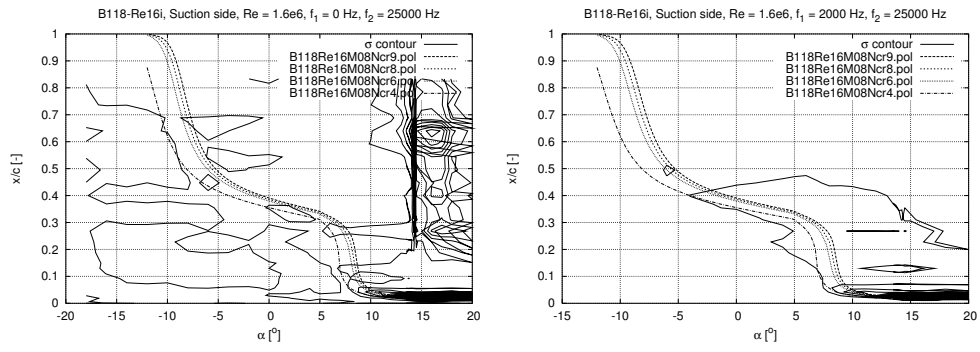 B118-Re16i, Suction side, Re = 1.6e6, f₁ = 0 Hz, f₂ = 25000 Hz
σ contour
B118Re16M08Ncr9.pol
B118Re16M08Ncr8.pol
B118Re16M08Ncr6.pol
B118Re16M08Ncr4.pol
x/c [-]
1
0.9
0.8
0.7
0.6
0.5
0.4
0.3
0.2
0.1
0
-20 -15 -10 -5 0 5 10 15 20
α [°]
B118-Re16i, Suction side, Re = 1.6e6, f₁ = 2000 Hz, f₂ = 25000 Hz
σ contour
B118Re16M08Ncr9.pol
B118Re16M08Ncr8.pol
B118Re16M08Ncr6.pol
B118Re16M08Ncr4.pol
x/c [-]
1
0.9
0.8
0.7
0.6
0.5
0.4
0.3
0.2
0.1
0
-15 -10 -5 0 5 10 15 20
α [°]